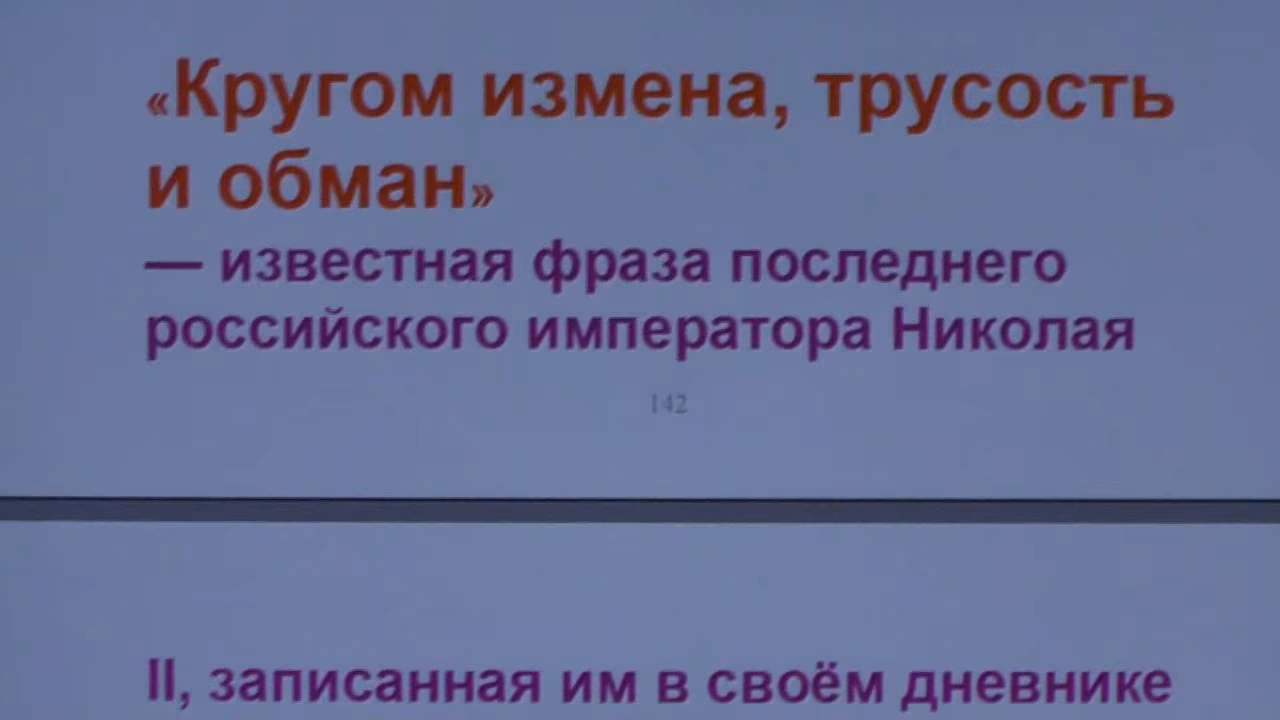 «Кругом измена, трусость
и обман»
— известная фраза последнего
российского императора Николая
142
II, записанная им в своём дневнике